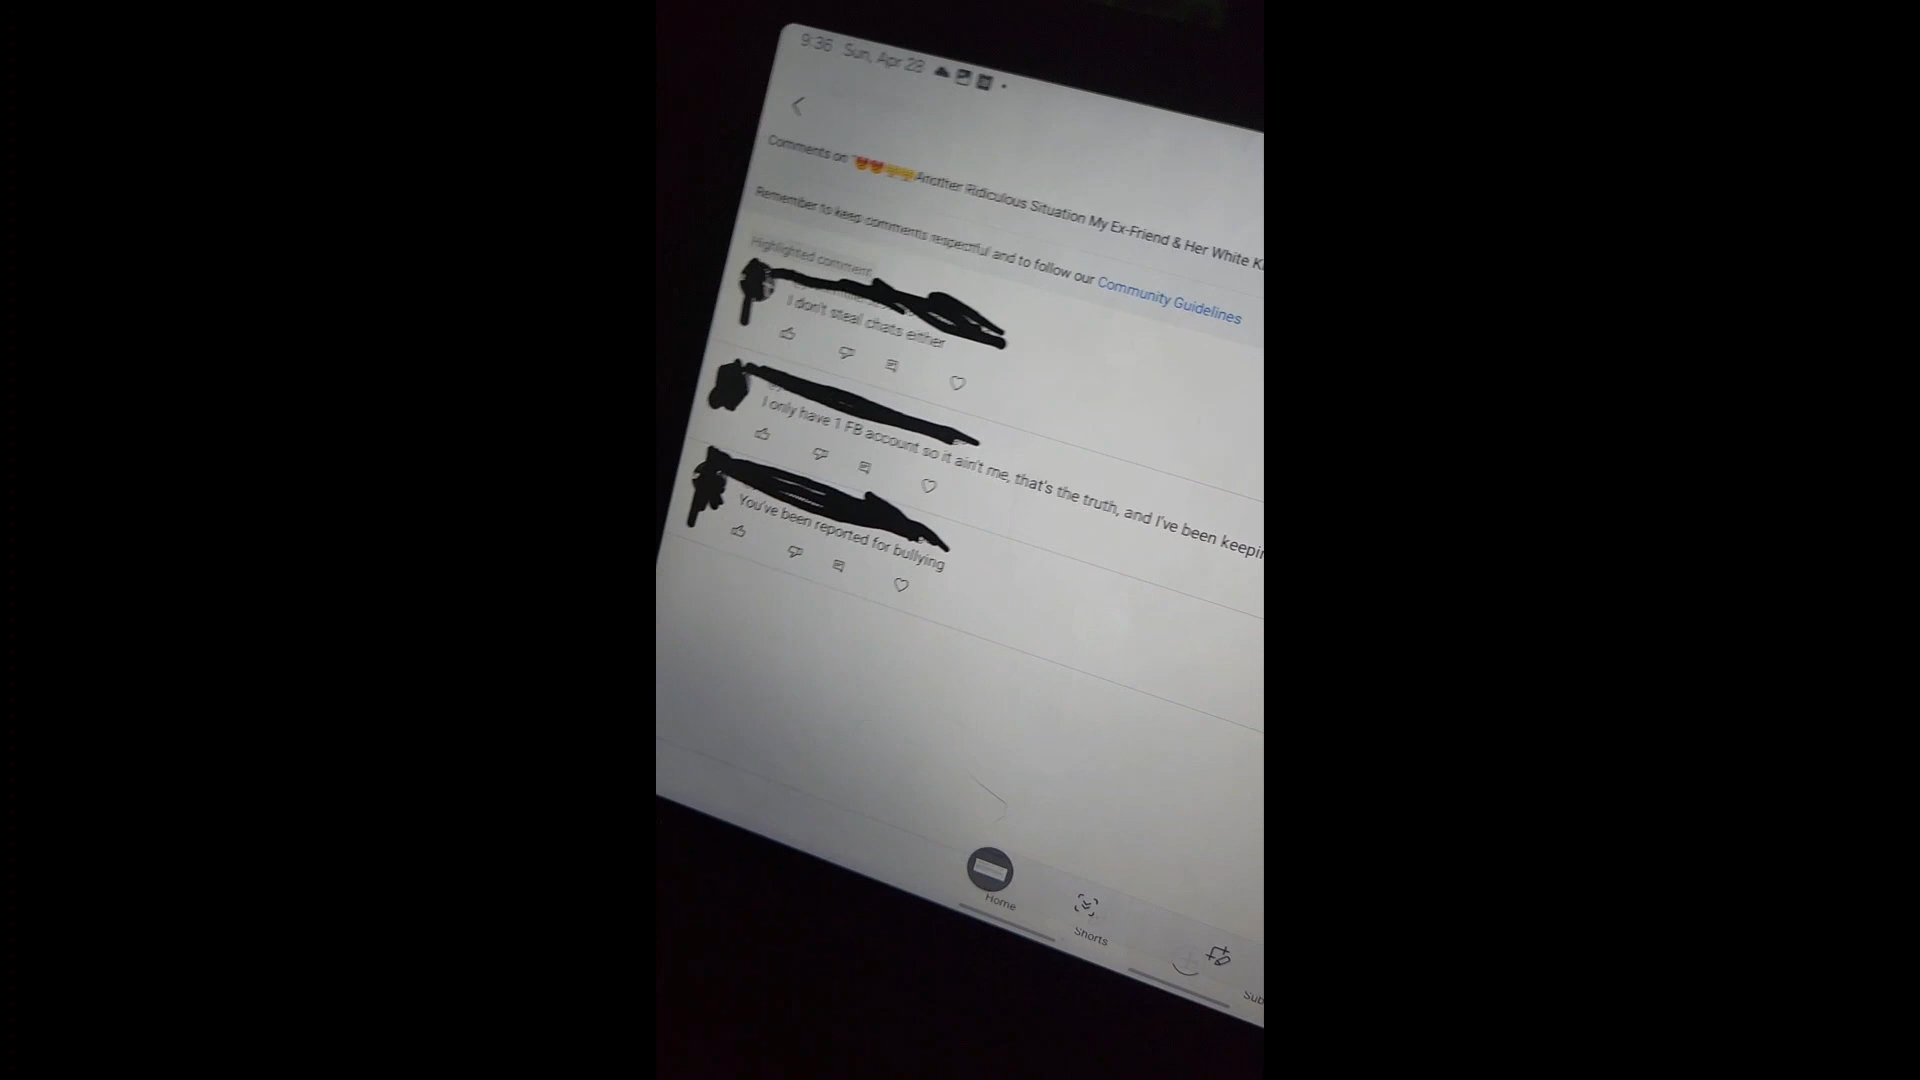 9:36 Sun, Apr 28
Comments on "😡😡😂😂Another Ridiculous Situation My Ex-Friend & Her White
Remember to keep comments respectful and to follow our Community Guidelines
Highlighted comment
I don't steal chats either
I only have 1 FB account so it ain't me, that's the truth, and I've been
You've been reported for bullying
Home
Shorts